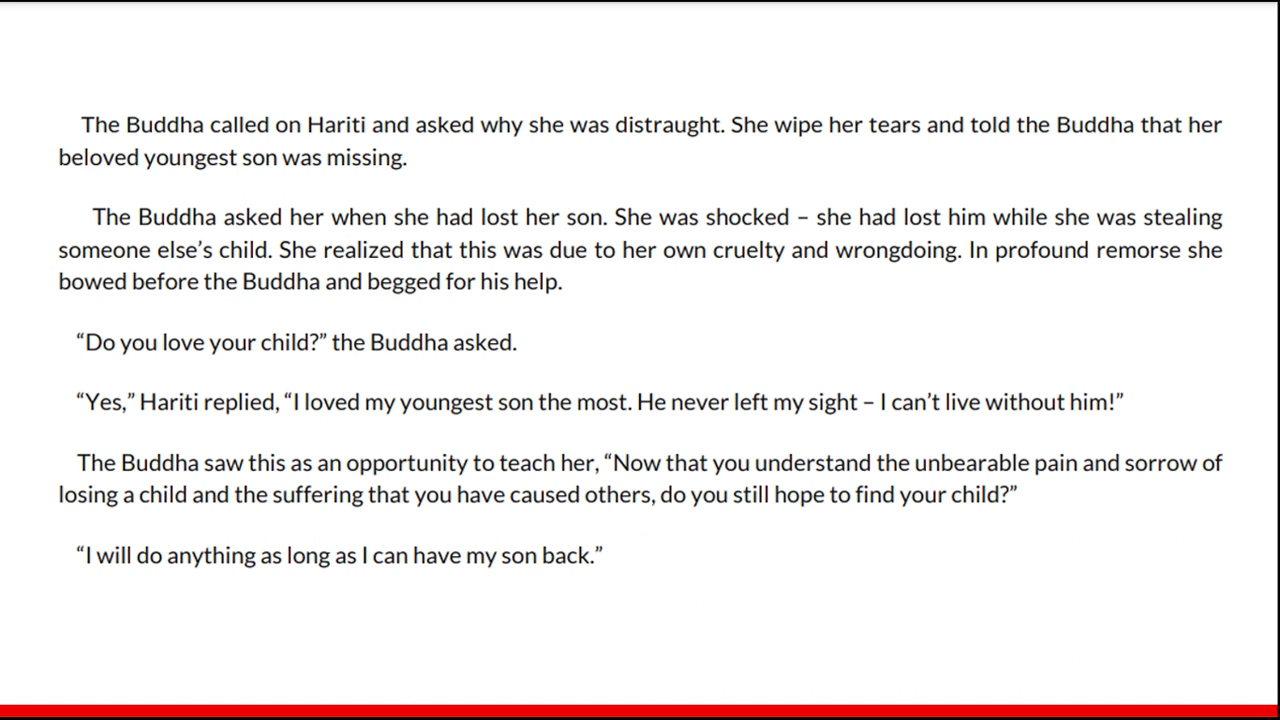 The Buddha called on Hariti and asked why she was distraught. She wipe her tears and told the Buddha that her
beloved youngest son was missing.
The Buddha asked her when she had lost her son. She was shocked – she had lost him while she was stealing
someone else’s child. She realized that this was due to her own cruelty and wrongdoing. In profound remorse she
bowed before the Buddha and begged for his help.
“Do you love your child?” the Buddha asked.
“Yes,” Hariti replied, “I loved my youngest son the most. He never left my sight – I can’t live without him!”
The Buddha saw this as an opportunity to teach her, “Now that you understand the unbearable pain and sorrow of
losing a child and the suffering that you have caused others, do you still hope to find your child?”
“I will do anything as long as I can have my son back.”